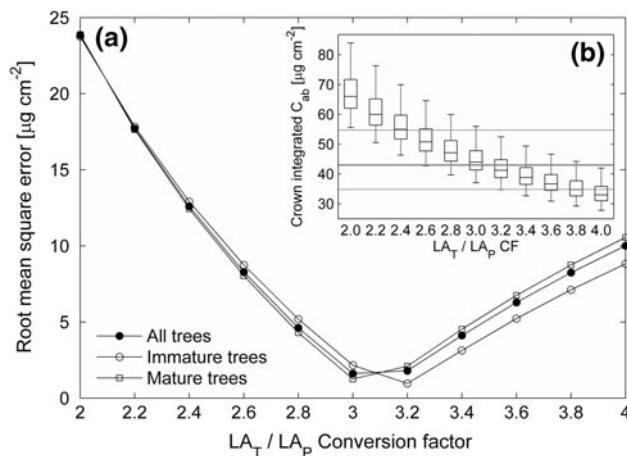 (a)
(b)
Root mean square error [μg cm-2]
25
20
15
10
5
0
All trees
Immature trees
Mature trees
2 2.2 2.4 2.6 2.8 3 3.2 3.4 3.6 3.8 4
LAT / LAP Conversion factor
Crown integrated Cab [μg cm-2]
80
70
60
50
40
30
2.0 2.2 2.4 2.6 2.8 3.0 3.2 3.4 3.6 3.8 4.0
LAT / LAP CF